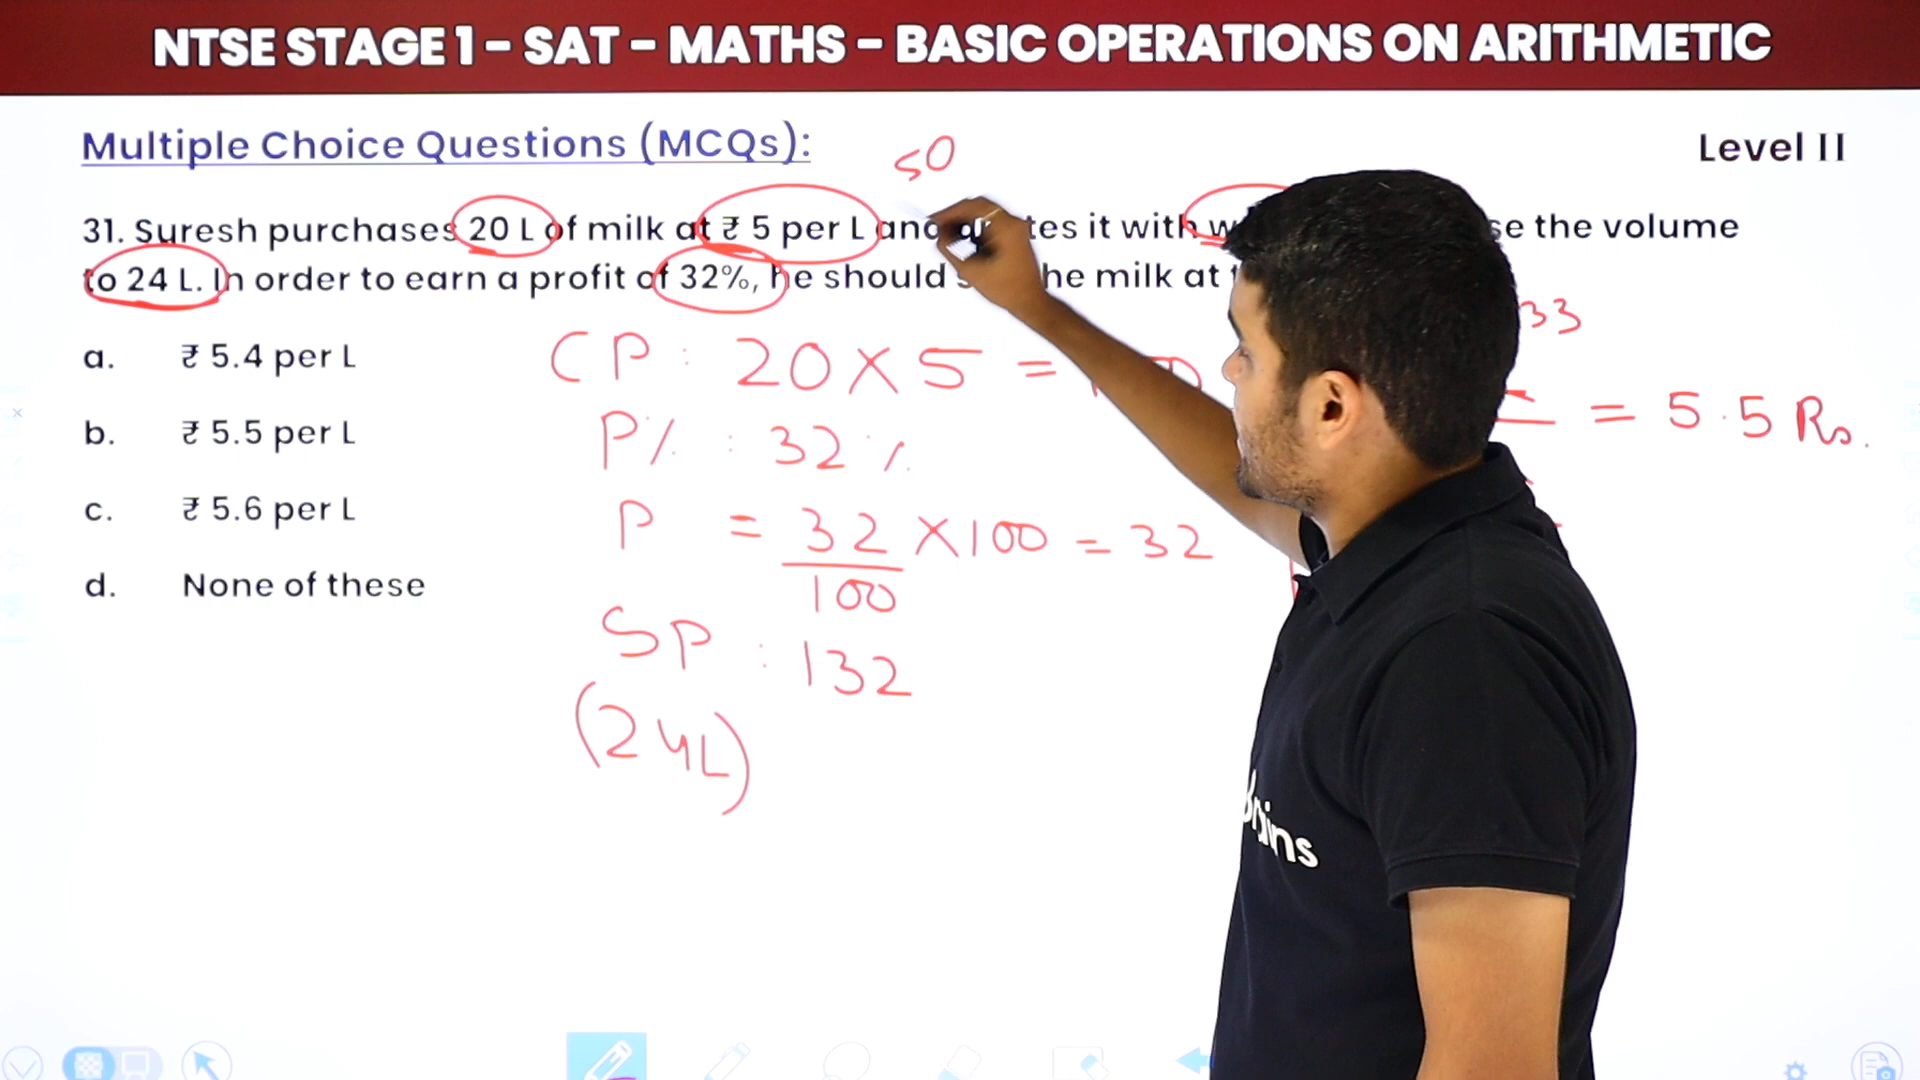 NTSE STAGE 1 – SAT – MATHS – BASIC OPERATIONS ON ARITHMETIC
Multiple Choice Questions (MCQs):
Level II
50
31. Suresh purchases 20 L of milk at ₹ 5 per L and it with the volume
to 24 L. In order to earn a profit of 32%, he should the milk at
33
a. ₹ 5.4 per L
b. ₹ 5.5 per L
c. ₹ 5.6 per L
d. None of these
CP : 20 × 5 =
= 5.5 Rs.
P% : 32 %
P = 32/100 × 100 = 32
SP : 132
(24L)